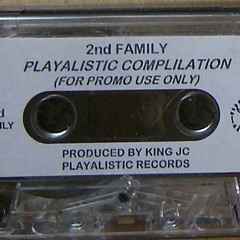 2nd FAMILY
PLAYALISTIC COMPLILATION
(FOR PROMO USE ONLY)
PRODUCED BY KING JC
PLAYALISTIC RECORDS